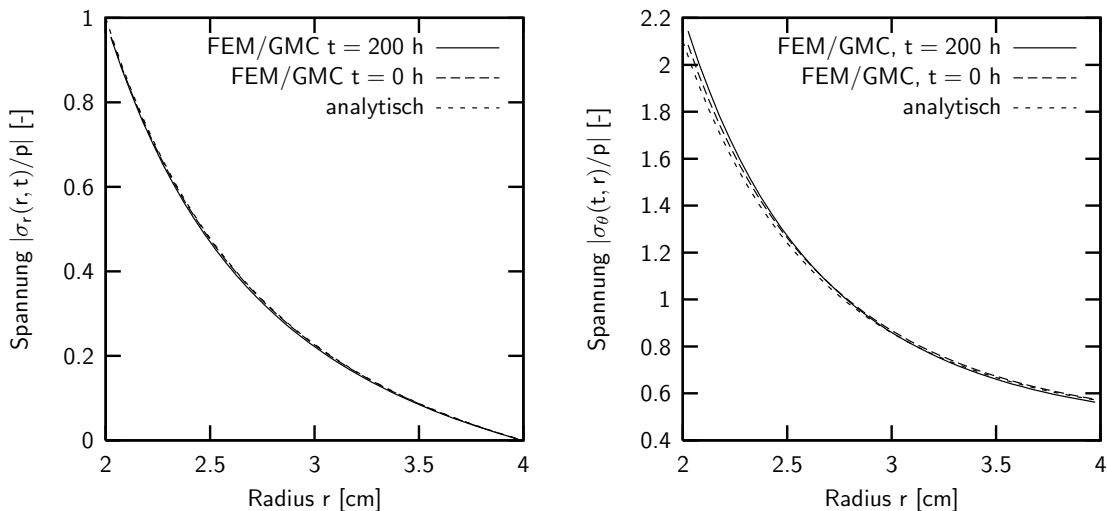 1
0.8
0.6
0.4
0.2
0
2
2.5
3
3.5
4
Spannung |σr(r, t)/p| [-]
Radius r [cm]
FEM/GMC t = 200 h
FEM/GMC t = 0 h
analytisch
2.2
2
1.8
1.6
1.4
1.2
1
0.8
0.6
0.4
2
2.5
3
3.5
4
Spannung |σθ(t, r)/p| [-]
Radius r [cm]
FEM/GMC, t = 200 h
FEM/GMC, t = 0 h
analytisch